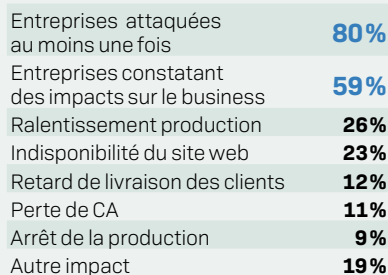 Entreprises attaquées
au moins une fois 80 %
Entreprises constatant
des impacts sur le business 59 %
Ralentissement production 26 %
Indisponibilité du site web 23 %
Retard de livraison des clients 12 %
Perte de CA 11 %
Arrêt de la production 9 %
Autre impact 19 %